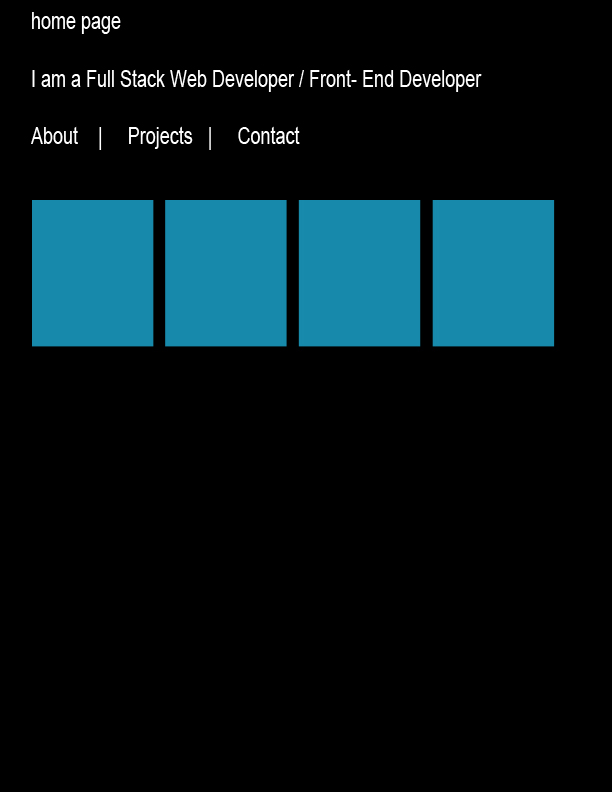 home page
I am a Full Stack Web Developer / Front- End Developer
About | Projects | Contact